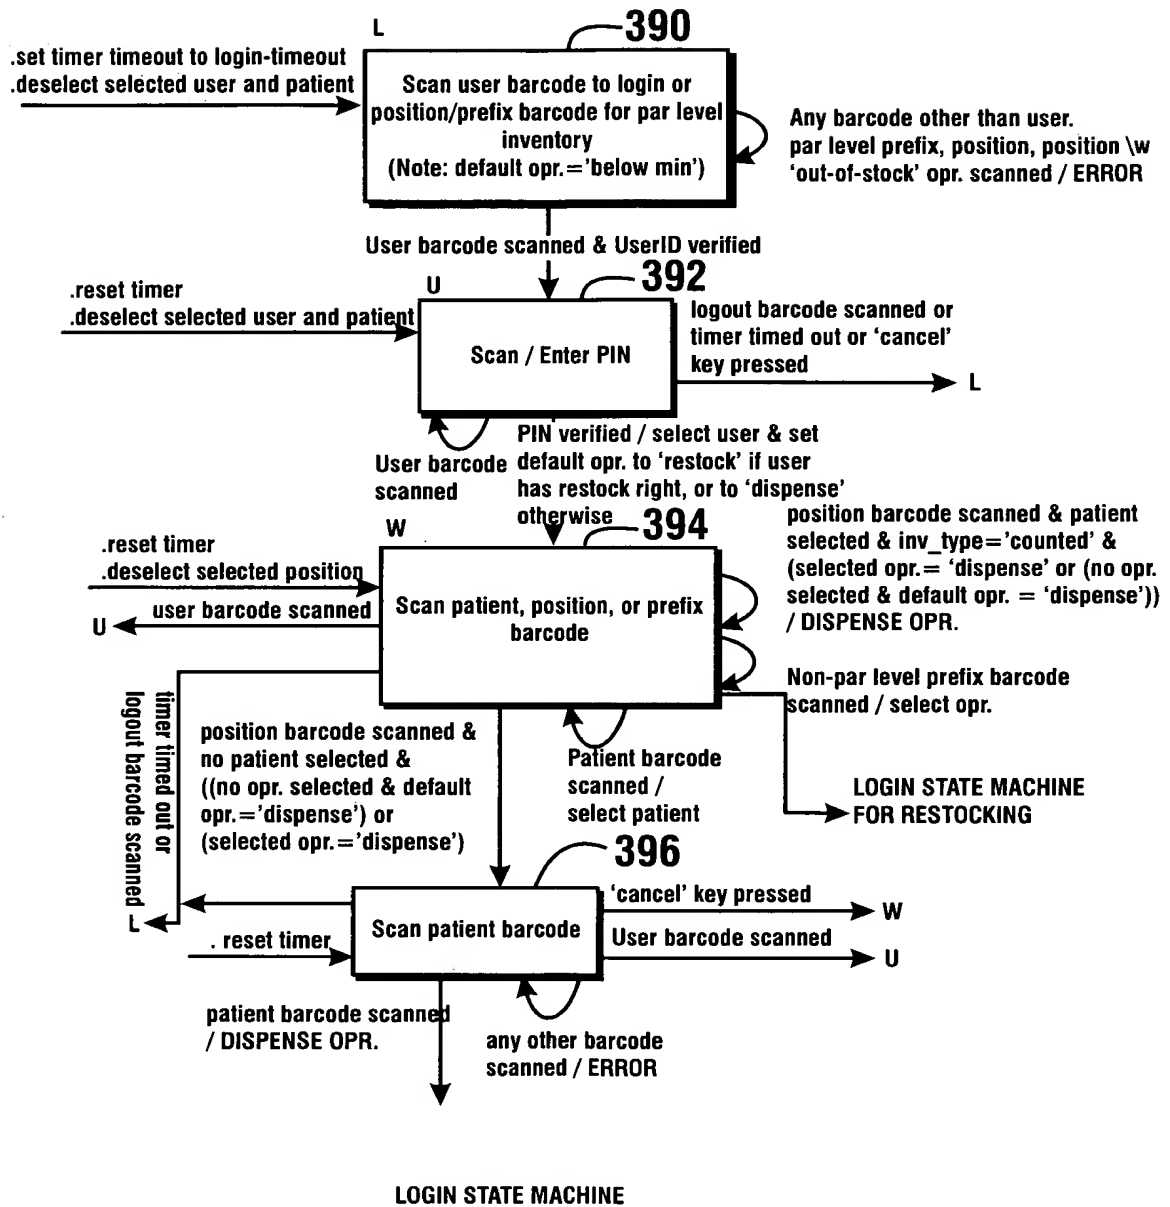 L
390
.set timer timeout to login-timeout
.deselect selected user and patient
Scan user barcode to login or
position/prefix barcode for par level
inventory
(Note: default opr.='below min')
Any barcode other than user.
par level prefix, position, position \w
'out-of-stock' opr. scanned / ERROR
User barcode scanned & UserID verified
U
392
.reset timer
.deselect selected user and patient
Scan / Enter PIN
logout barcode scanned or
timer timed out or 'cancel'
key pressed
L
User barcode
scanned
PIN verified / select user & set
default opr. to 'restock' if user
has restock right, or to 'dispense'
otherwise
W
394
.reset timer
.deselect selected position
user barcode scanned
U
Scan patient, position, or prefix
barcode
position barcode scanned & patient
selected & inv_type='counted' &
(selected opr.= 'dispense' or (no opr.
selected & default opr. = 'dispense'))
/ DISPENSE OPR.
Non-par level prefix barcode
scanned / select opr.
timer timed out or
logout barcode scanned
position barcode scanned &
no patient selected &
((no opr. selected & default
opr.='dispense') or
(selected opr.='dispense')
Patient barcode
scanned /
select patient
LOGIN STATE MACHINE
FOR RESTOCKING
396
L
Scan patient barcode
'cancel' key pressed
W
User barcode scanned
U
. reset timer
patient barcode scanned
/ DISPENSE OPR.
any other barcode
scanned / ERROR
LOGIN STATE MACHINE